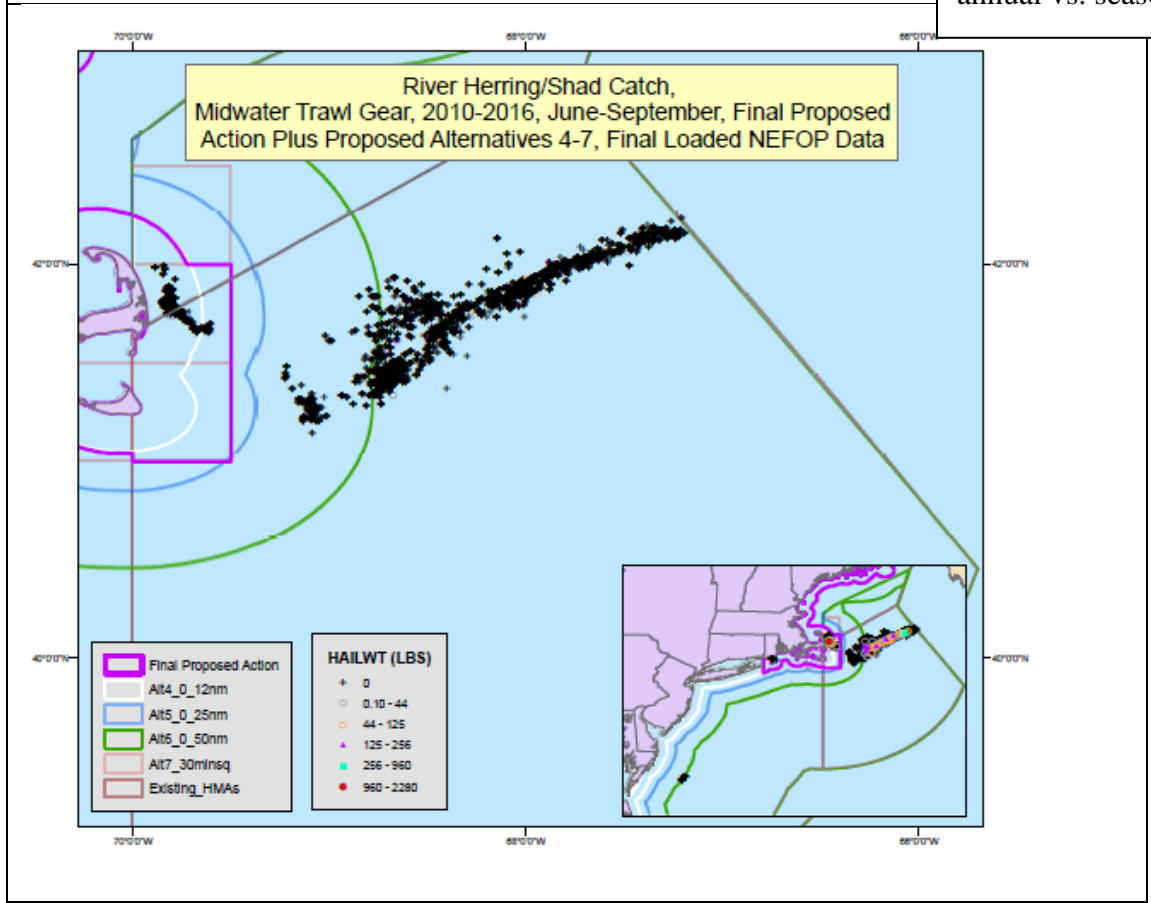 annual vs. seas
70°0'0"W 68°0'0"W 66°0'0"W
River Herring/Shad Catch,
Midwater Trawl Gear, 2010-2016, June-September, Final Proposed
Action Plus Proposed Alternatives 4-7, Final Loaded NEFOP Data
42°0'0"N 42°0'0"N
40°0'0"N 40°0'0"N
Final Proposed Action
Alt4_0_12nm
Alt5_0_25nm
Alt6_0_50nm
Alt7_30minsq
Existing_HMAs
HAILWT (LBS)
0
0.10 - 44
44 - 125
125 - 256
256 - 960
960 - 2280
70°0'0"W 68°0'0"W 66°0'0"W